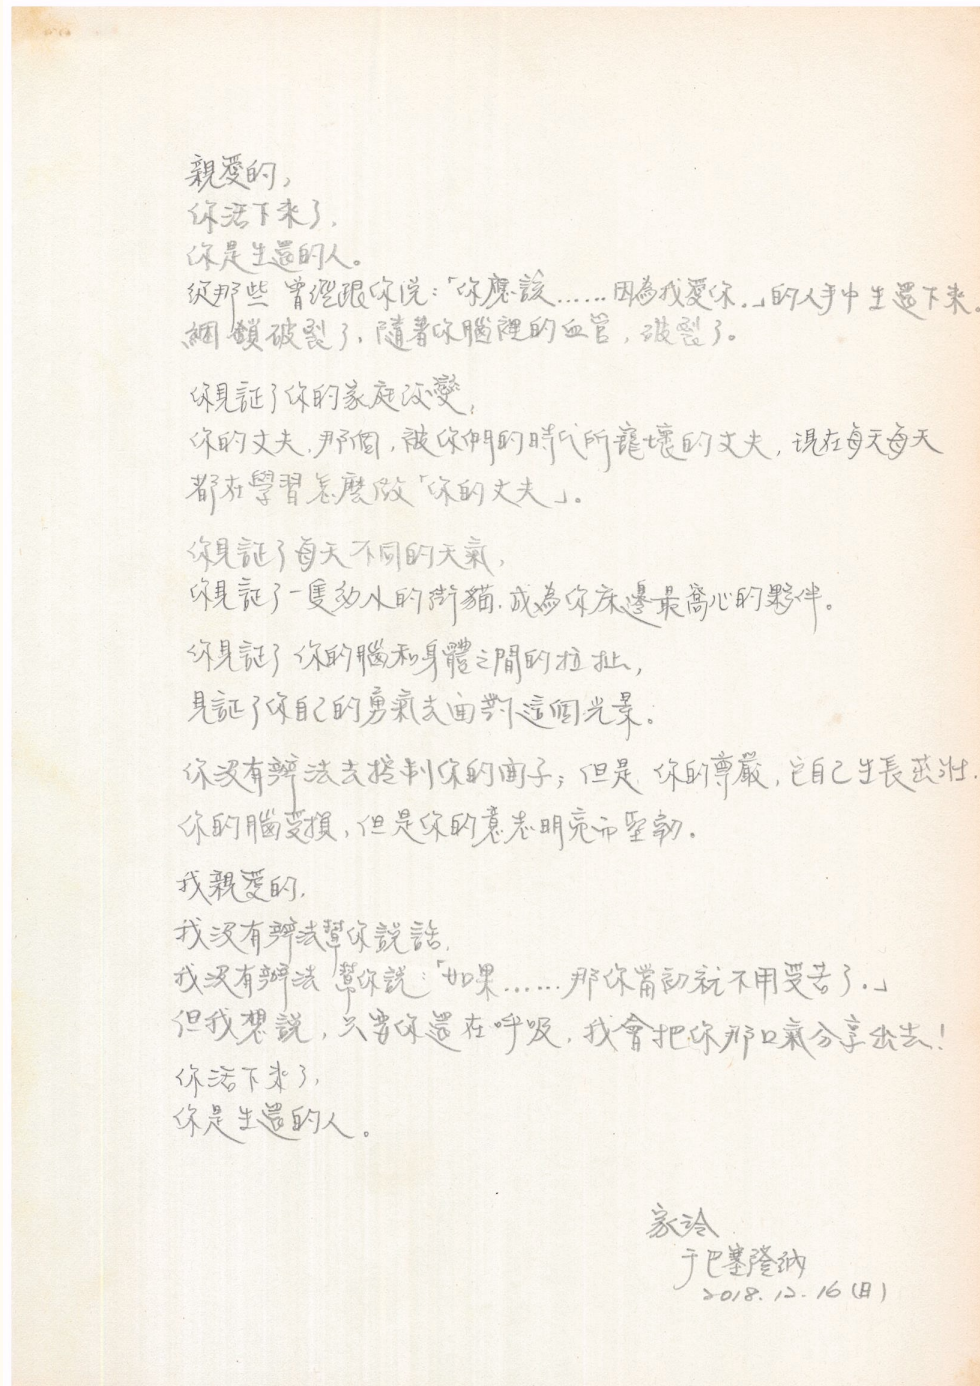 親愛的，
你活下來了，
你是生還的人。
從那些曾經跟你說：「你應該……因為我愛你。」的人手中生還下來。
綑鎖破裂了，隨著你腦裡的血管，破裂了。
你見証了你的家庭改變，
你的丈夫，那個，被你們的時代所寵壞的丈夫，現在每天每天
都在學習怎麼做「你的丈夫」。
你見証了每天不同的天氣，
你見証了一隻幼小的街貓，成為你床邊最窩心的夥伴。
你見証了你的腦和身體之間的拉扯，
見証了你自己的勇氣去面對這個光景。
你沒有辦法去控制你的面子；但是，你的尊嚴，它自己生長茁壯，
你的腦受損，但是你的意志明亮而堅韌。
我親愛的，
我沒有辦法幫你說話，
我沒有辦法幫你說：「如果……那你當初就不用受苦了。」
但我想說，只要你還在呼吸，我會把你那口氣分享出去！
你活下來了，
你是生還的人。
家詅
于巴塞隆納
2018.12.16(日)